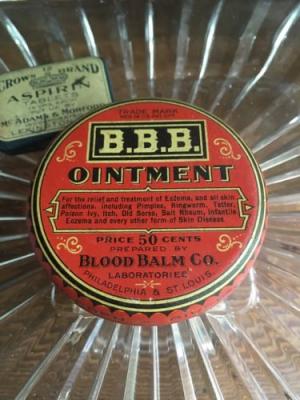 CROWN BRAND
ASPIRIN
TABLETS
MC ADAMS & MORFORD
TRADE MARK
B.B.B.
OINTMENT
For the relief and treatment of Eczema, and all skin
affections, including Pimples, Ringworm, Tetter,
Poison Ivy, Itch, Old Sores, Salt Rheum, Infantile
Eczema and every other form of Skin Disease.
PRICE 50 CENTS
PREPARED BY
BLOOD BALM CO.
LABORATORIES
PHILADELPHIA & ST. LOUIS.